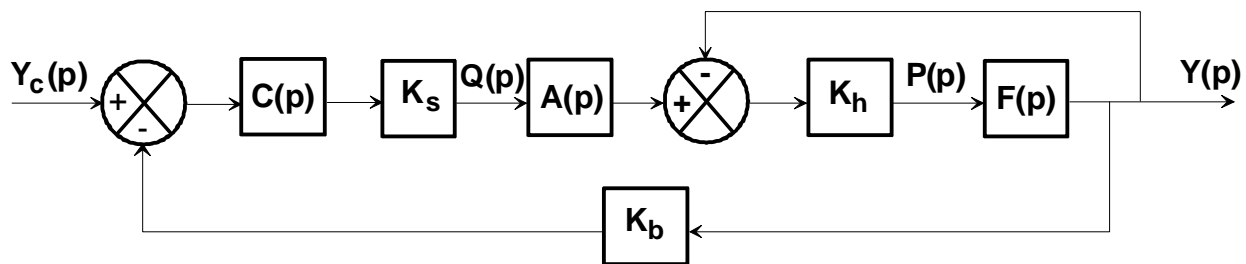 Y_c(p)
+
-
C(p)
K_s
Q(p)
A(p)
+
-
K_h
P(p)
F(p)
Y(p)
K_b